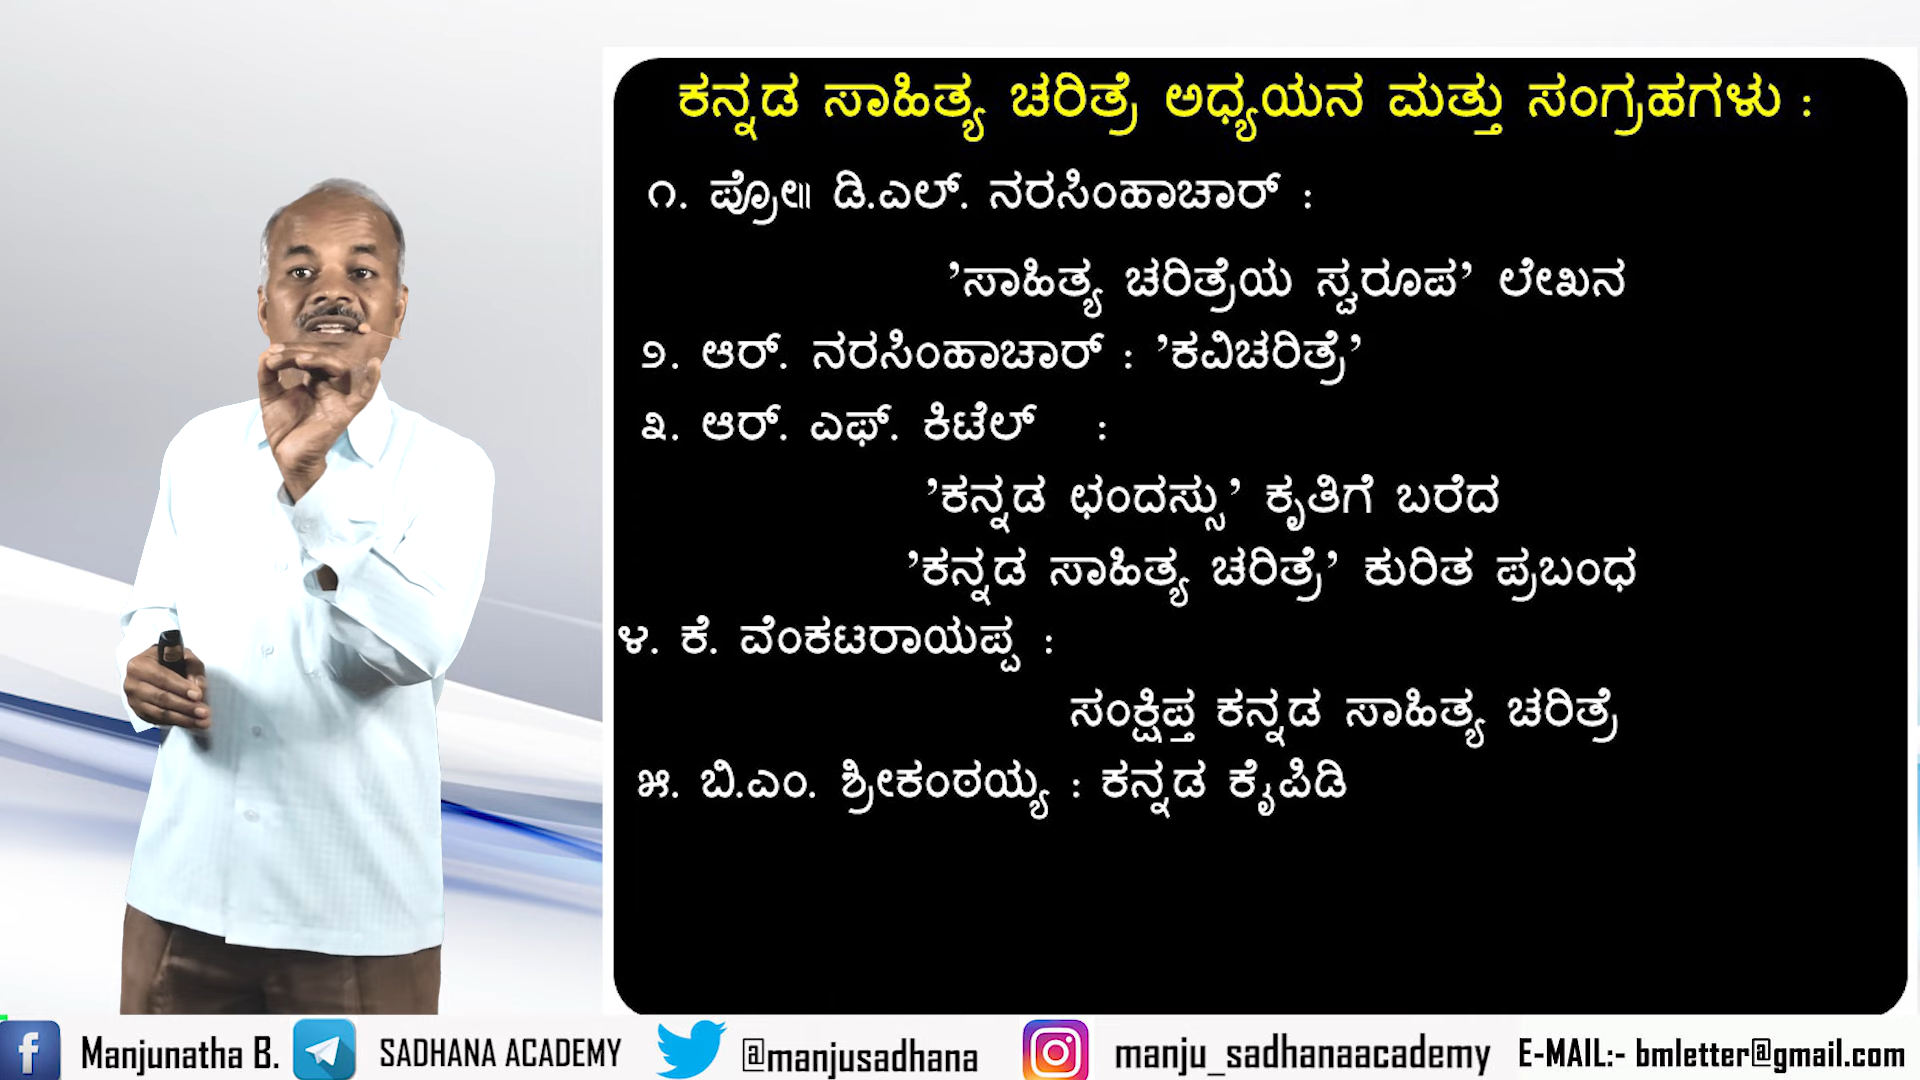 ಕನ್ನಡ ಸಾಹಿತ್ಯ ಚರಿತ್ರೆ ಅಧ್ಯಯನ ಮತ್ತು ಸಂಗ್ರಹಗಳು :
೧. ಪ್ರೋ॥ ಡಿ.ಎಲ್. ನರಸಿಂಹಾಚಾರ್ :
’ಸಾಹಿತ್ಯ ಚರಿತ್ರೆಯ ಸ್ವರೂಪ’ ಲೇಖನ
೨. ಆರ್. ನರಸಿಂಹಾಚಾರ್ : ’ಕವಿಚರಿತ್ರೆ’
೩. ಆರ್. ಎಫ್. ಕಿಟೆಲ್ :
’ಕನ್ನಡ ಛಂದಸ್ಸು’ ಕೃತಿಗೆ ಬರೆದ
’ಕನ್ನಡ ಸಾಹಿತ್ಯ ಚರಿತ್ರೆ’ ಕುರಿತ ಪ್ರಬಂಧ
೪. ಕೆ. ವೆಂಕಟರಾಯಪ್ಪ :
ಸಂಕ್ಷಿಪ್ತ ಕನ್ನಡ ಸಾಹಿತ್ಯ ಚರಿತ್ರೆ
೫. ಬಿ.ಎಂ. ಶ್ರೀಕಂಠಯ್ಯ : ಕನ್ನಡ ಕೈಪಿಡಿ
Manjunatha B. SADHANA ACADEMY @manjusadhana manju_sadhanaacademy E-MAIL:- bmletter@gmail.com